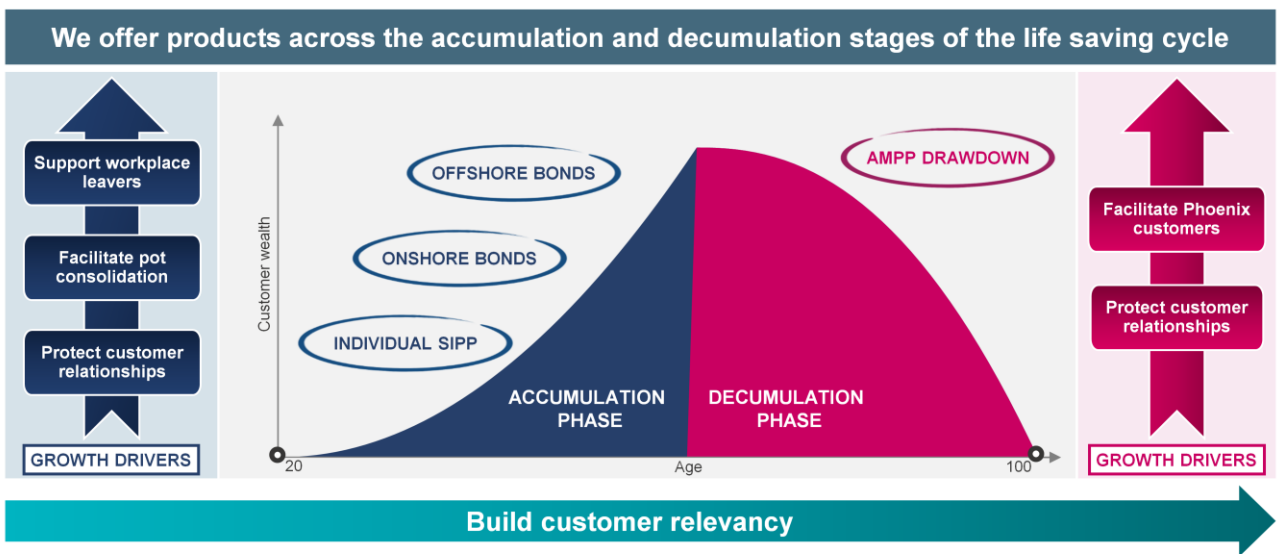 We offer products across the accumulation and decumulation stages of the life saving cycle
Support workplace
leavers
Facilitate pot
consolidation
Protect customer
relationships
GROWTH DRIVERS
Customer wealth
OFFSHORE BONDS
ONSHORE BONDS
INDIVIDUAL SIPP
ACCUMULATION
PHASE
DECUMULATION
PHASE
AMPP DRAWDOWN
20
Age
100
Facilitate Phoenix
customers
Protect customer
relationships
GROWTH DRIVERS
Build customer relevancy